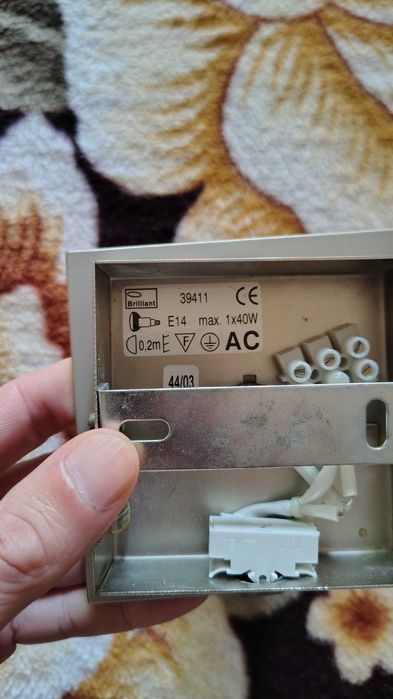 Brilliant
39411 CE
E14 max. 1x40W
0.2m E F AC
44/03